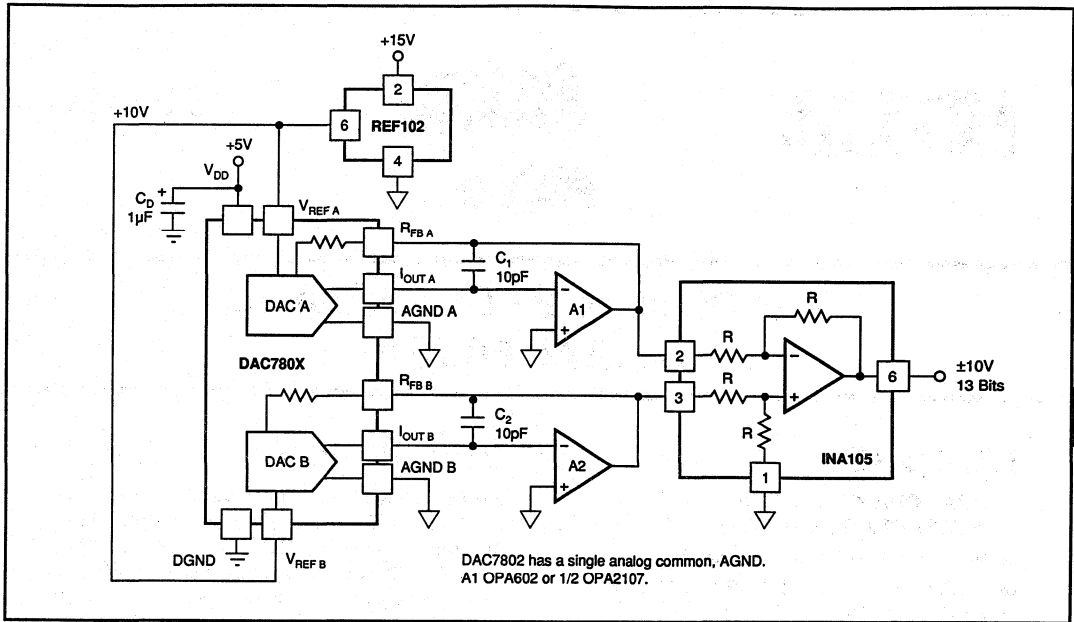 +15V
2
+10V
6
REF102
+5V
4
V_DD
C_D
+
1µF
V_REF A
R_FB A
C₁
10pF
I_OUT A
DAC A
AGND A
−
A1
+
DAC780X
R
R
2
−
R
6
±10V
13 Bits
3
+
R_FB B
C₂
10pF
I_OUT B
R
DAC B
AGND B
−
A2
+
INA105
1
DGND
V_REF B
DAC7802 has a single analog common, AGND.
A1 OPA602 or 1/2 OPA2107.